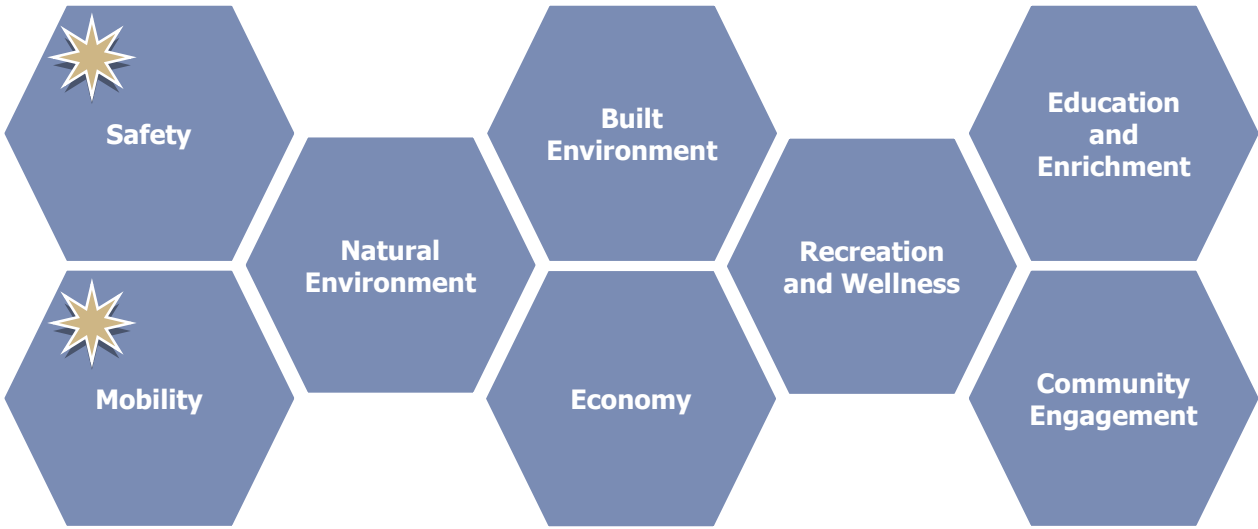 Safety
Mobility
Natural
Environment
Built
Environment
Economy
Recreation
and Wellness
Education
and
Enrichment
Community
Engagement